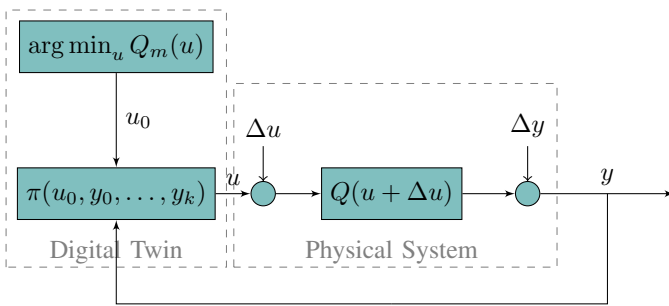 arg min_u Q_m(u)
u_0
Δu
Δy
π(u_0, y_0, . . . , y_k)
u
Q(u + Δu)
y
Digital Twin
Physical System